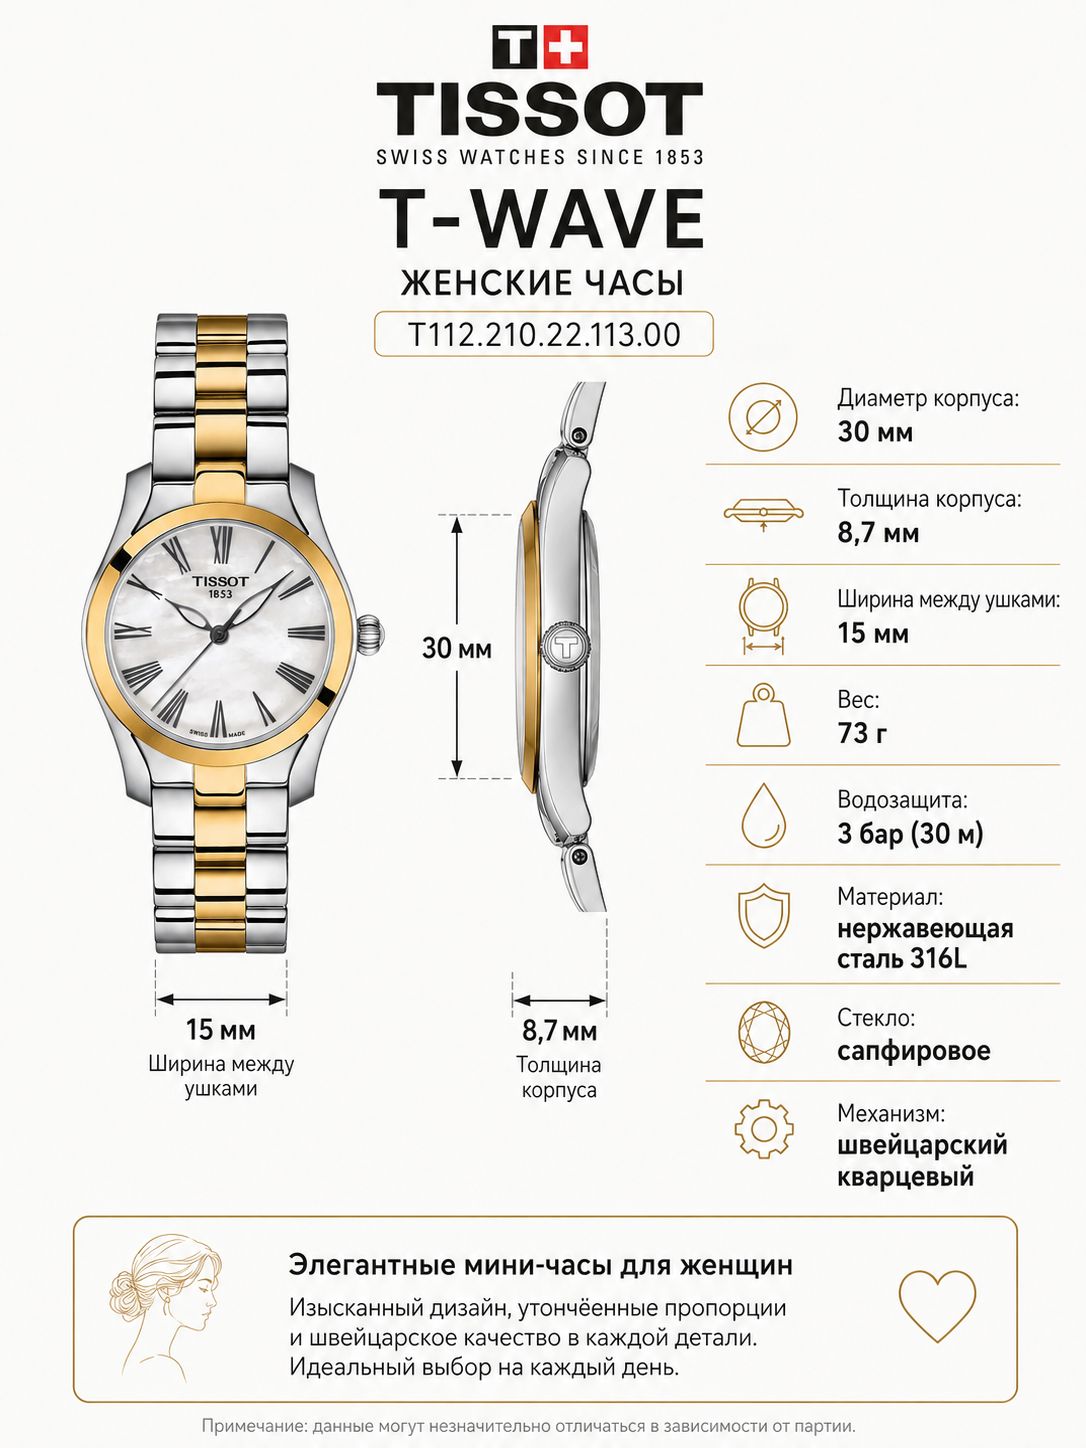 T+
TISSOT
SWISS WATCHES SINCE 1853
T-WAVE
ЖЕНСКИЕ ЧАСЫ
T112.210.22.113.00
XII
TISSOT
1853
SWISS MADE
30 мм
T
15 мм
Ширина между
ушками
8,7 мм
Толщина
корпуса
Диаметр корпуса:
30 мм
Толщина корпуса:
8,7 мм
Ширина между ушками:
15 мм
Вес:
73 г
Водозащита:
3 бар (30 м)
Материал:
нержавеющая
сталь 316L
Стекло:
сапфировое
Механизм:
швейцарский
кварцевый
Элегантные мини-часы для женщин
Изысканный дизайн, утончёенные пропорции
и швейцарское качество в каждой детали.
Идеальный выбор на каждый день.
Примечание: данные могут незначительно отличаться в зависимости от партии.